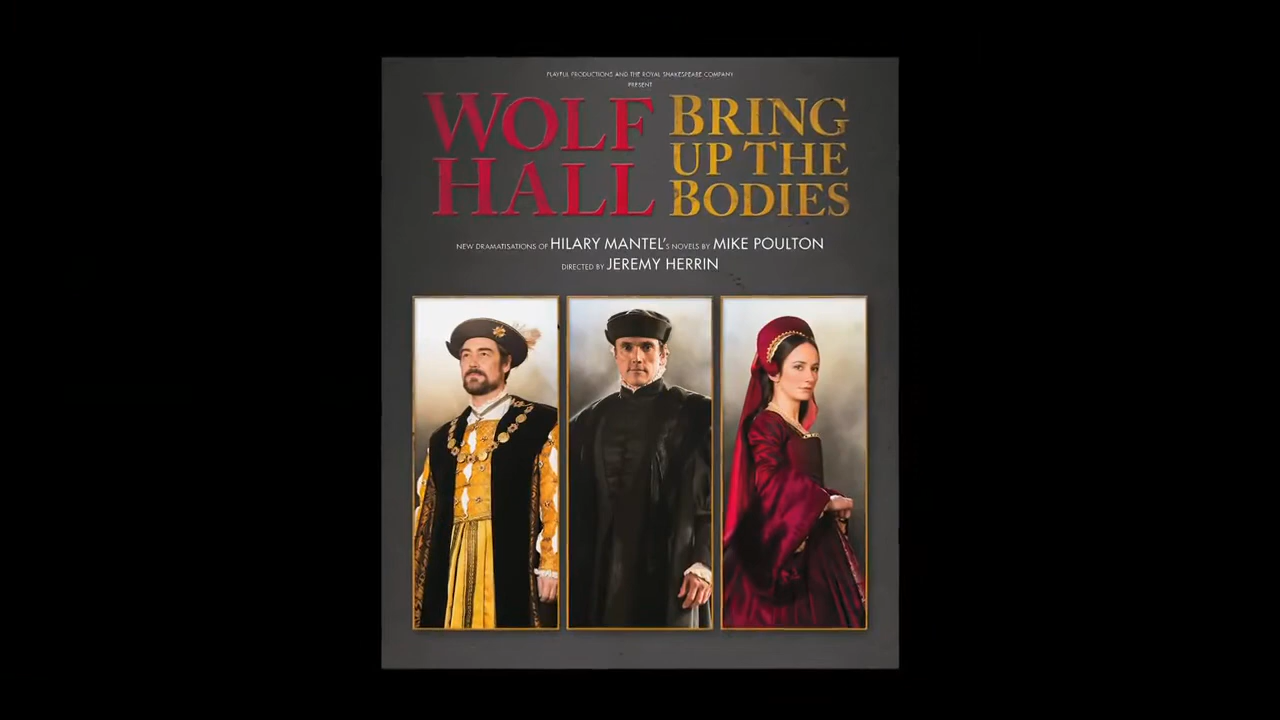 PLAYFUL PRODUCTIONS AND THE ROYAL SHAKESPEARE COMPANY
PRESENT
WOLF
HALL
BRING
UP THE
BODIES
NEW DRAMATISATIONS OF HILARY MANTEL'S NOVELS BY MIKE POULTON
DIRECTED BY JEREMY HERRIN